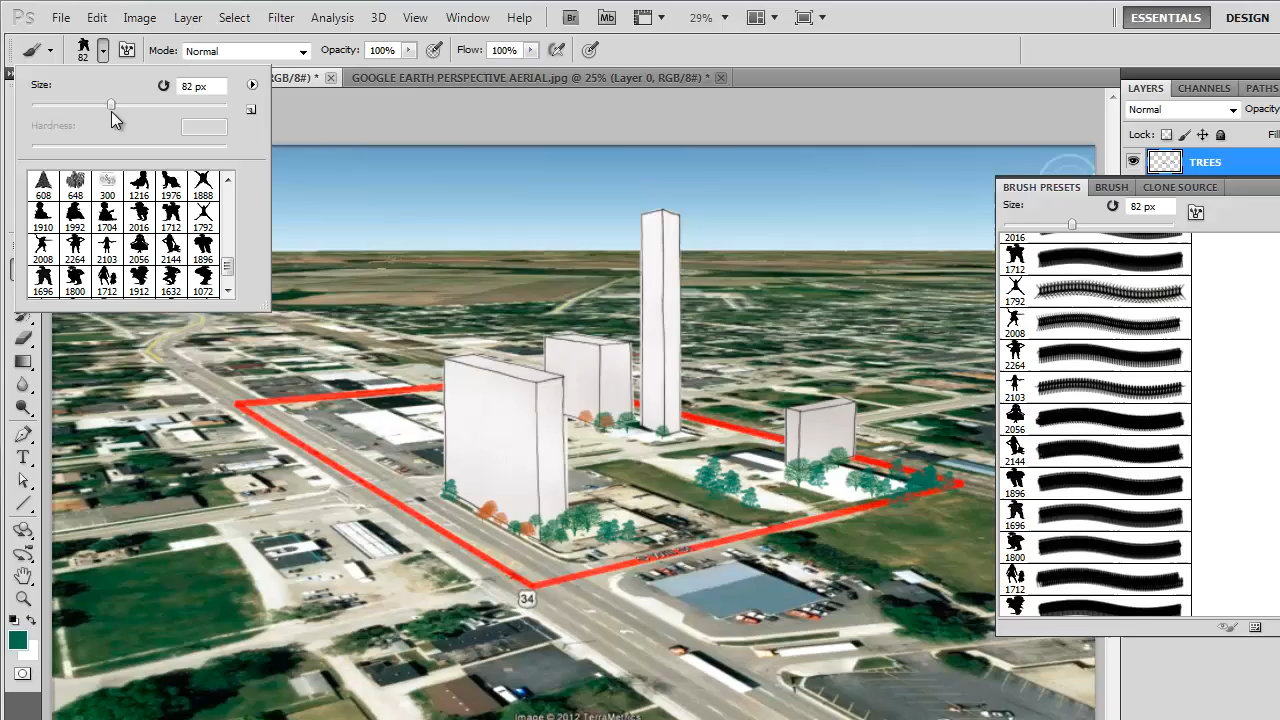 Ps File Edit Image Layer Select Filter Analysis 3D View Window Help Br Mb 29% ESSENTIALS DESIGN
82 Mode: Normal Opacity: 100% Flow: 100%
RGB/8#) * GOOGLE EARTH PERSPECTIVE AERIAL.jpg @ 25% (Layer 0, RGB/8#) *
Size: 82 px
Hardness:
608 648 300 1216 1976 1888
1910 1992 1704 2016 1712 1792
2008 2264 2103 2056 2144 1896
1696 1800 1712 1912 1632 1072
LAYERS CHANNELS PATHS
Normal Opacity
Lock: Fill
TREES
BRUSH PRESETS BRUSH CLONE SOURCE
Size: 82 px
2016
1712
1792
2008
2264
2103
2056
2144
1896
1696
1800
1712
T
34
Image © 2012 TerraMetrics